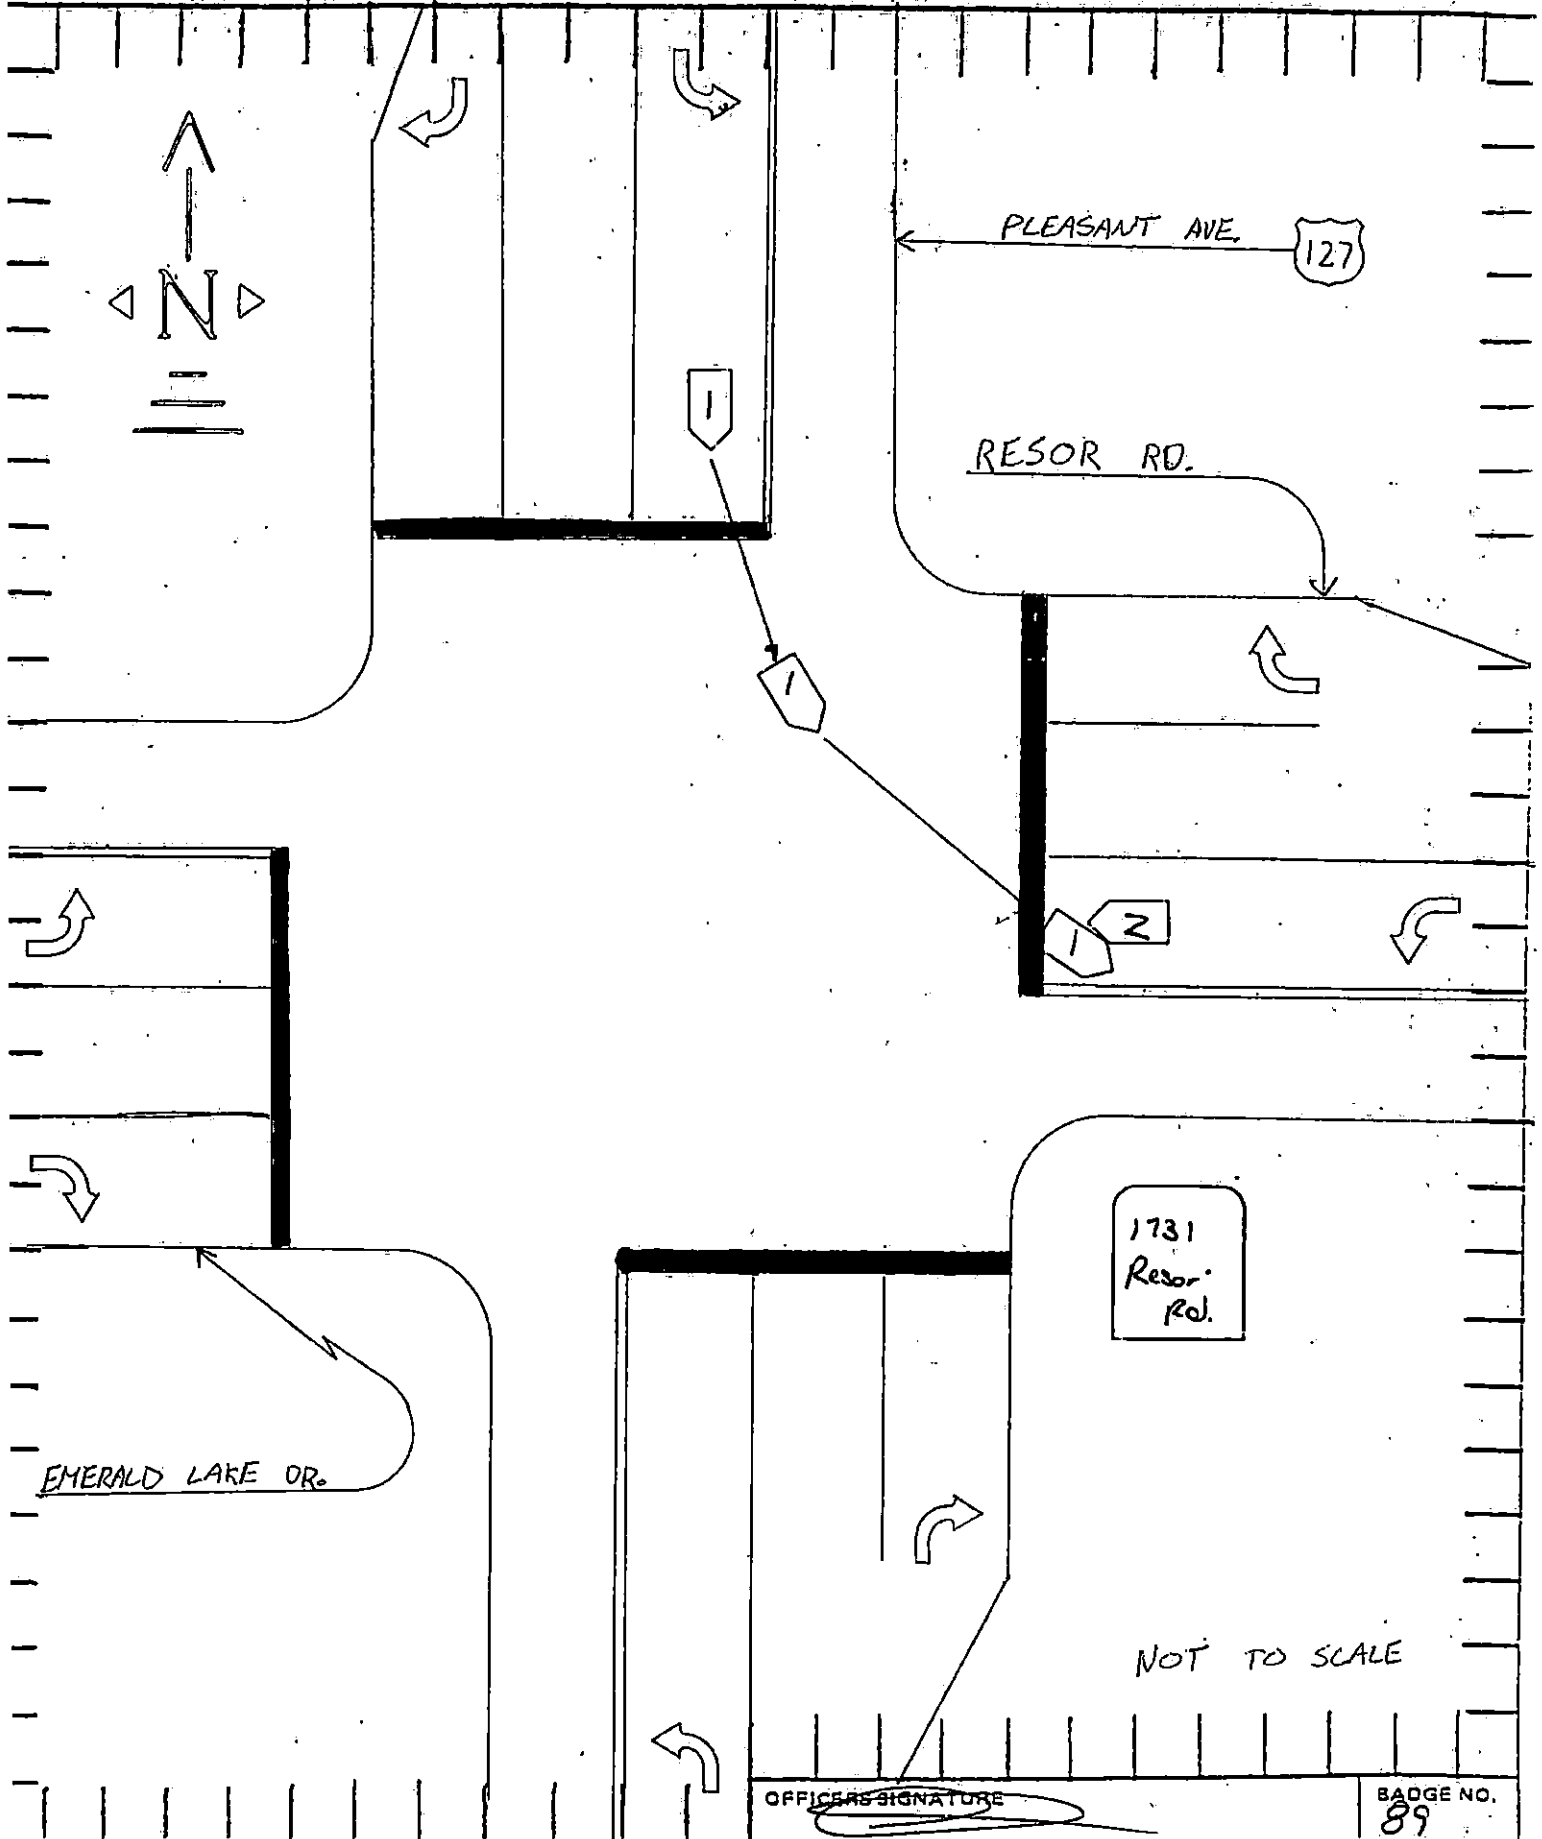 N
PLEASANT AVE.
127
1
RESOR RD.
1
1
2
1731
Resor
Rd.
EMERALD LAKE DR.
NOT TO SCALE
OFFICERS SIGNATURE
BADGE NO.
89